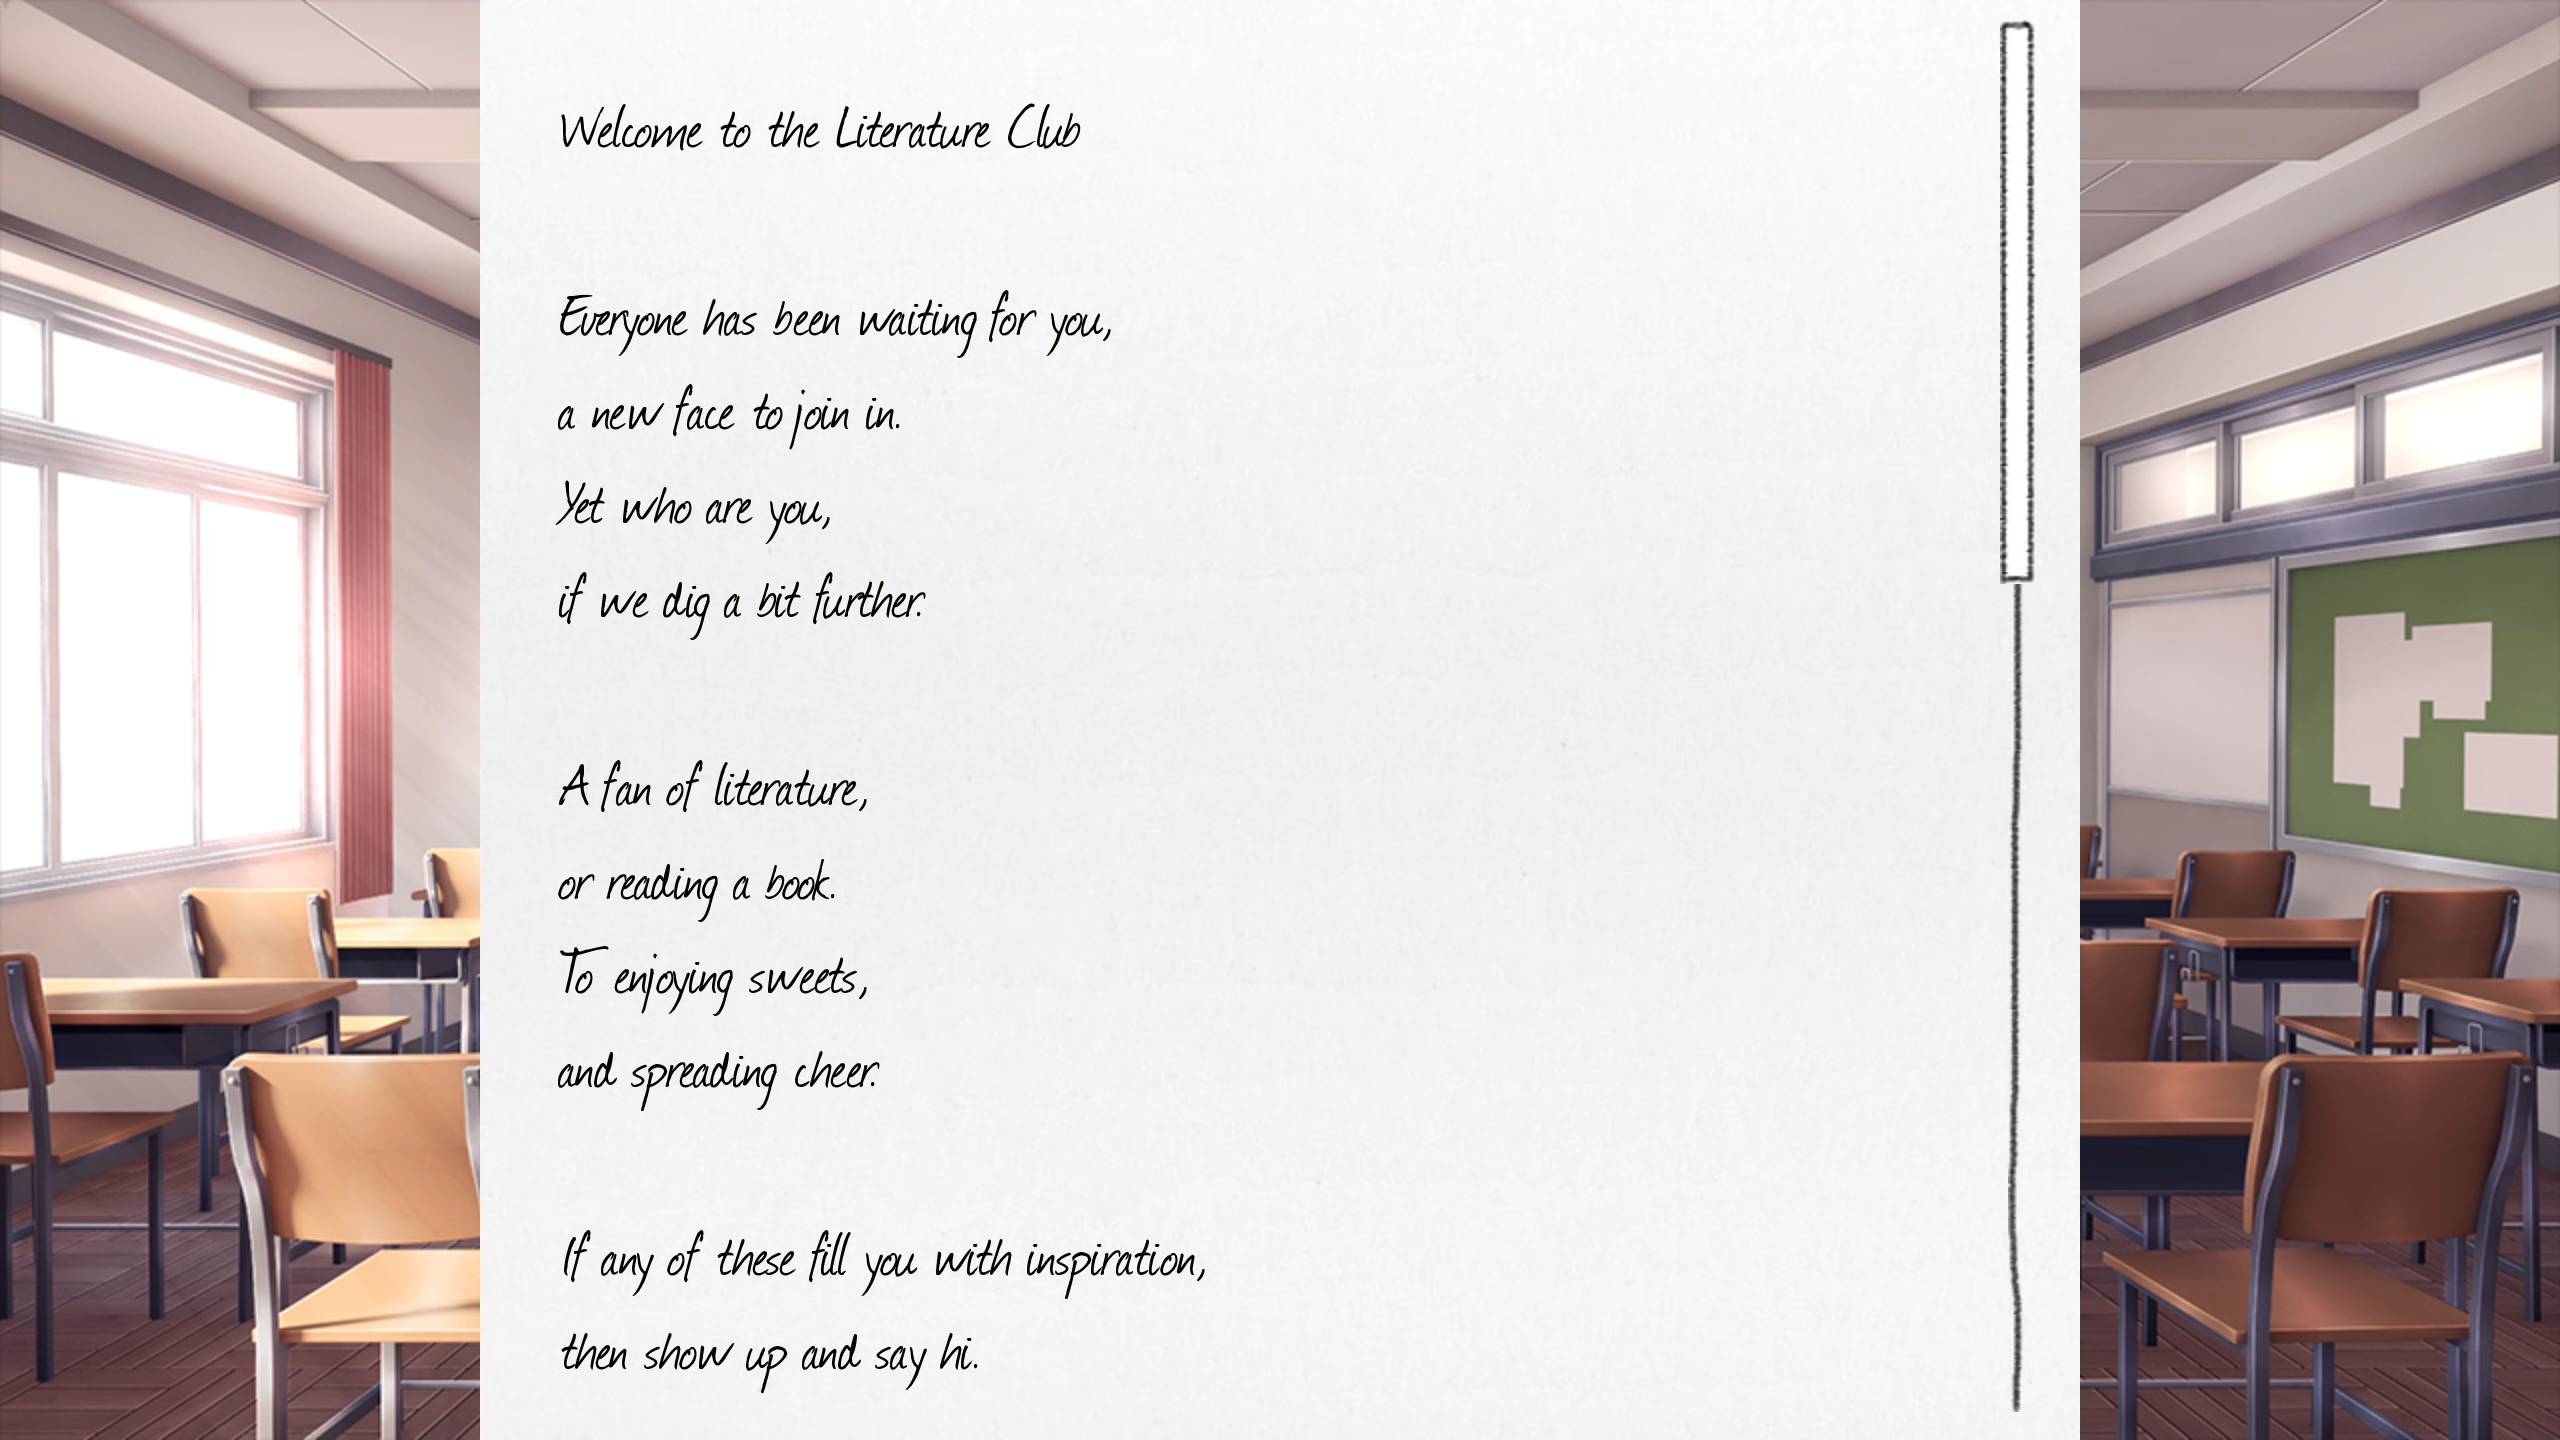 Welcome to the Literature Club
Everyone has been waiting for you,
a new face to join in.
Yet who are you,
if we dig a bit further.
A fan of literature,
or reading a book.
To enjoying sweets,
and spreading cheer.
If any of these fill you with inspiration,
then show up and say hi.